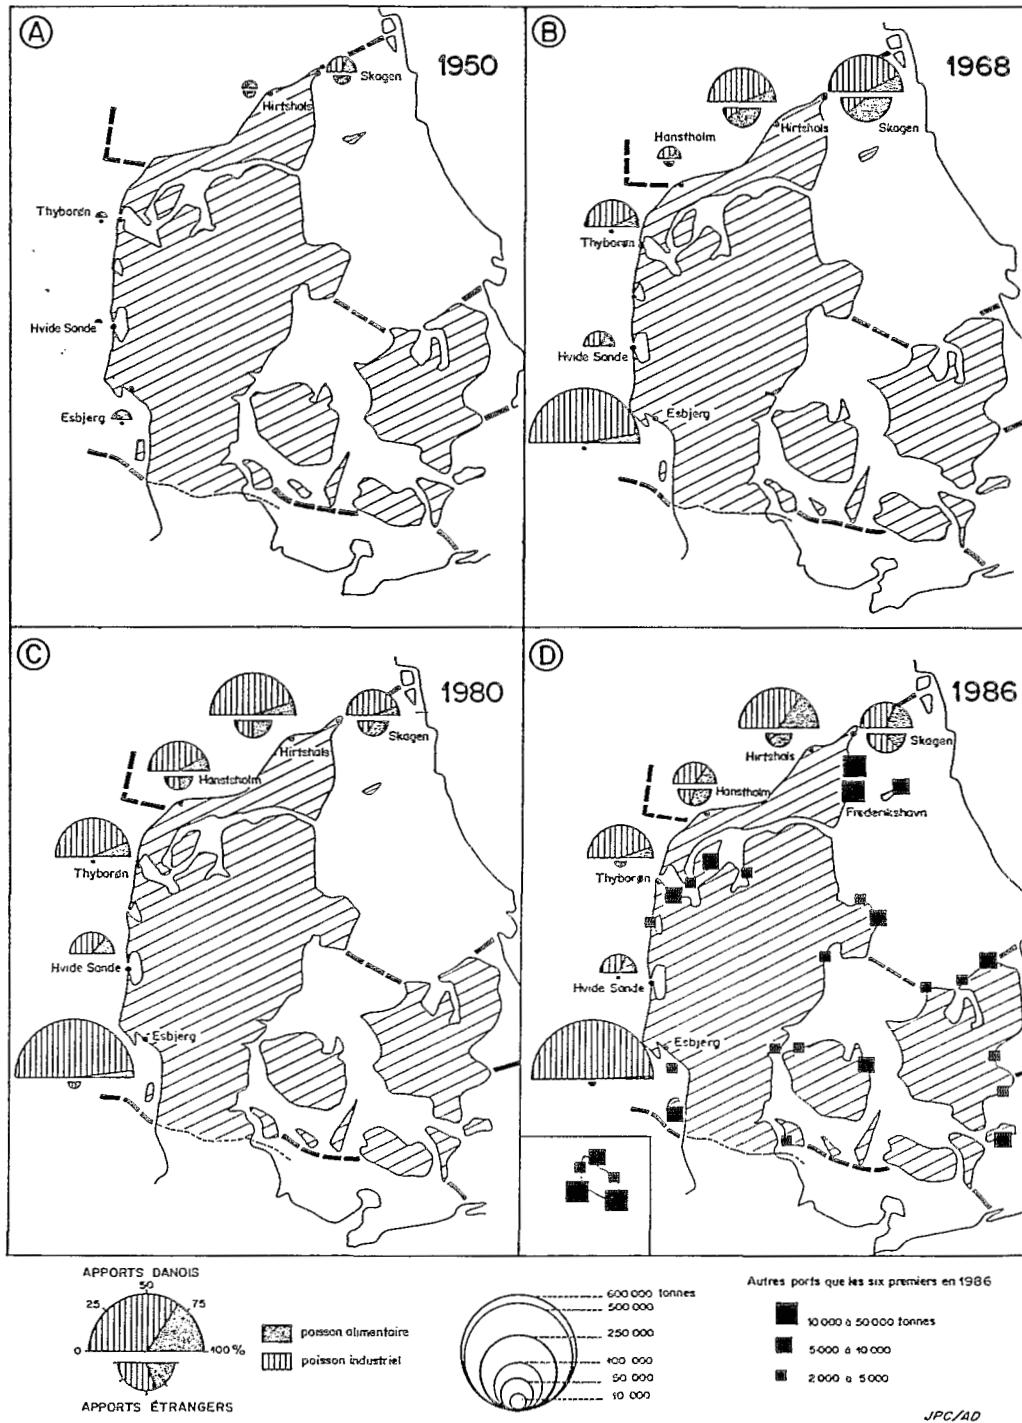 A
1950
Skagen
Hirtshals
Thyborøn
Hvide Sande
Esbjerg
B
1968
Hirtshals
Skagen
Hanstholm
Thyborøn
Hvide Sande
Esbjerg
C
1980
Skagen
Hirtshals
Hanstsholm
Thyborøn
Hvide Sande
Esbjerg
D
1986
Skagen
Hirtshals
Hanstholm
Frederikshavn
Thyborøn
Hvide Sande
Esbjerg
APPORTS DANOIS
50
25
75
0
100%
APPORTS ÉTRANGERS
poisson alimentaire
poisson industriel
600 000 tonnes
500 000
250 000
100 000
50 000
10 000
Autres ports que les six premiers en 1986
10 000 à 50 000 tonnes
5 000 à 10 000
2 000 à 5 000
JPC/AD